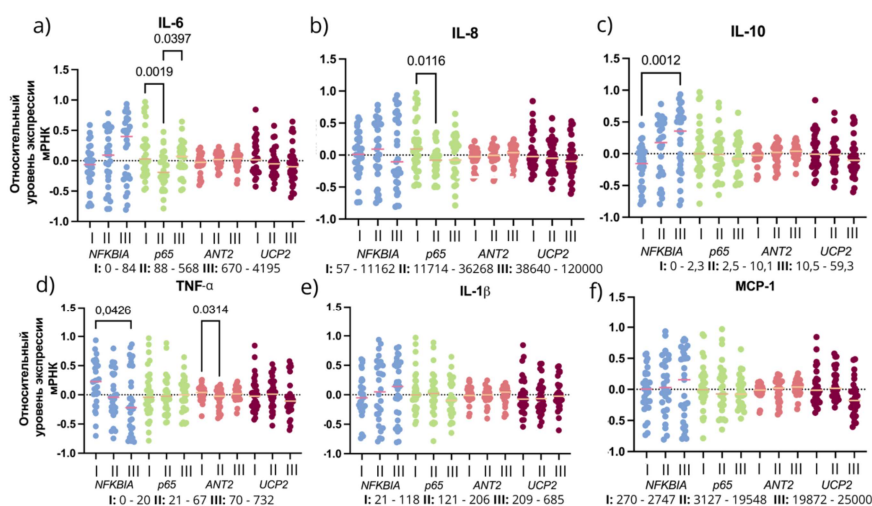 a)
IL-6
0.0397
0.0019
1.5
1.0
0.5
0.0
-0.5
-1.0
Относительный
уровень экспрессии
мРНК
I II III I II III I II III I II III
NFKBIA p65 ANT2 UCP2
I: 0 - 84 II: 88 - 568 III: 670 - 4195
b)
IL-8
0.0116
1.5
1.0
0.5
0.0
-0.5
-1.0
I II III I II III I II III I II III
NFKBIA p65 ANT2 UCP2
I: 57 - 11162 II: 11714 - 36268 III: 38640 - 120000
c)
IL-10
0.0012
1.5
1.0
0.5
0.0
-0.5
-1.0
I II III I II III I II III I II III
NFKBIA p65 ANT2 UCP2
I: 0 - 2,3 II: 2,5 - 10,1 III: 10,5 - 59,3
d)
TNF-α
0,0426
0.0314
1.5
1.0
0.5
0.0
-0.5
-1.0
Относительный
уровень экспрессии
мРНК
I II III I II III I II III I II III
NFKBIA p65 ANT2 UCP2
I: 0 - 20 II: 21 - 67 III: 70 - 732
e)
IL-1β
1.5
1.0
0.5
0.0
-0.5
-1.0
I II III I II III I II III I II III
NFKBIA p65 ANT2 UCP2
I: 21 - 118 II: 121 - 206 III: 209 - 685
f)
MCP-1
1.5
1.0
0.5
0.0
0.5
-1.0
I II III I II III I II III I II III
NFKBIA p65 ANT2 UCP2
I: 270 - 2747 II: 3127 - 19548 III: 19872 - 25000